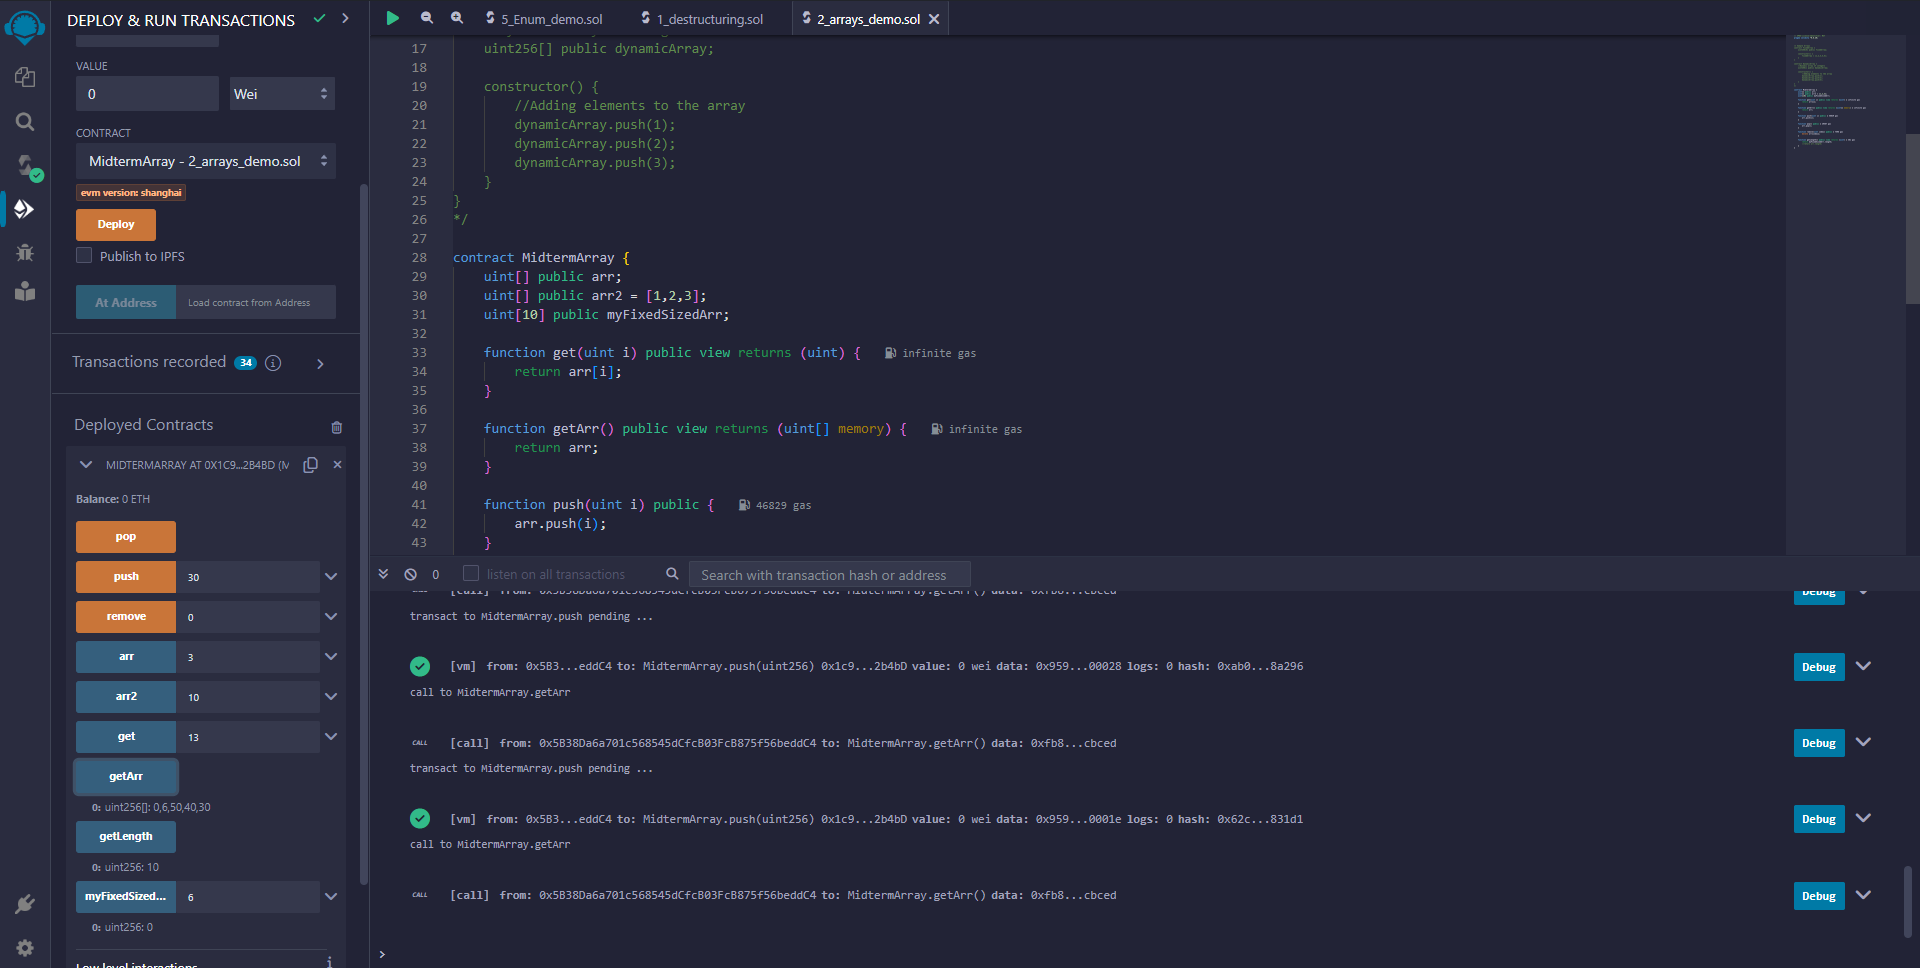 DEPLOY & RUN TRANSACTIONS
VALUE
0
Wei
CONTRACT
MidtermArray - 2_arrays_demo.sol
evm version: shanghai
Deploy
Publish to IPFS
At Address
Load contract from Address
Transactions recorded 34
Deployed Contracts
MIDTERMARRAY AT 0X1C9...2B4BD (M
Balance: 0 ETH
pop
push 30
remove 0
arr 3
arr2 10
get 13
getArr
0: uint256[]: 0,6,50,40,30
getLength
0: uint256: 10
myFixedSized... 6
0: uint256: 0
Low level interactions
5_Enum_demo.sol
1_destructuring.sol
2_arrays_demo.sol
17 uint256[] public dynamicArray;
18
19 constructor() {
20 //Adding elements to the array
21 dynamicArray.push(1);
22 dynamicArray.push(2);
23 dynamicArray.push(3);
24 }
25 }
26 */
27
28 contract MidtermArray {
29 uint[] public arr;
30 uint[] public arr2 = [1,2,3];
31 uint[10] public myFixedSizedArr;
32
33 function get(uint i) public view returns (uint) { infinite gas
34 return arr[i];
35 }
36
37 function getArr() public view returns (uint[] memory) { infinite gas
38 return arr;
39 }
40
41 function push(uint i) public { 46829 gas
42 arr.push(i);
43 }
0
listen on all transactions
Search with transaction hash or address
[call] from: 0x5B38Da6a701c568545dCfcB03FcB875f56beddC4 to: MidtermArray.getArr() data: 0xfb8...cbced
Debug
transact to MidtermArray.push pending ...
[vm] from: 0x5B3...eddC4 to: MidtermArray.push(uint256) 0x1c9...2b4bD value: 0 wei data: 0x959...00028 logs: 0 hash: 0xab0...8a296
Debug
call to MidtermArray.getArr
CALL [call] from: 0x5B38Da6a701c568545dCfcB03FcB875f56beddC4 to: MidtermArray.getArr() data: 0xfb8...cbced
Debug
transact to MidtermArray.push pending ...
[vm] from: 0x5B3...eddC4 to: MidtermArray.push(uint256) 0x1c9...2b4bD value: 0 wei data: 0x959...0001e logs: 0 hash: 0x62c...831d1
Debug
call to MidtermArray.getArr
CALL [call] from: 0x5B38Da6a701c568545dCfcB03FcB875f56beddC4 to: MidtermArray.getArr() data: 0xfb8...cbced
Debug
>